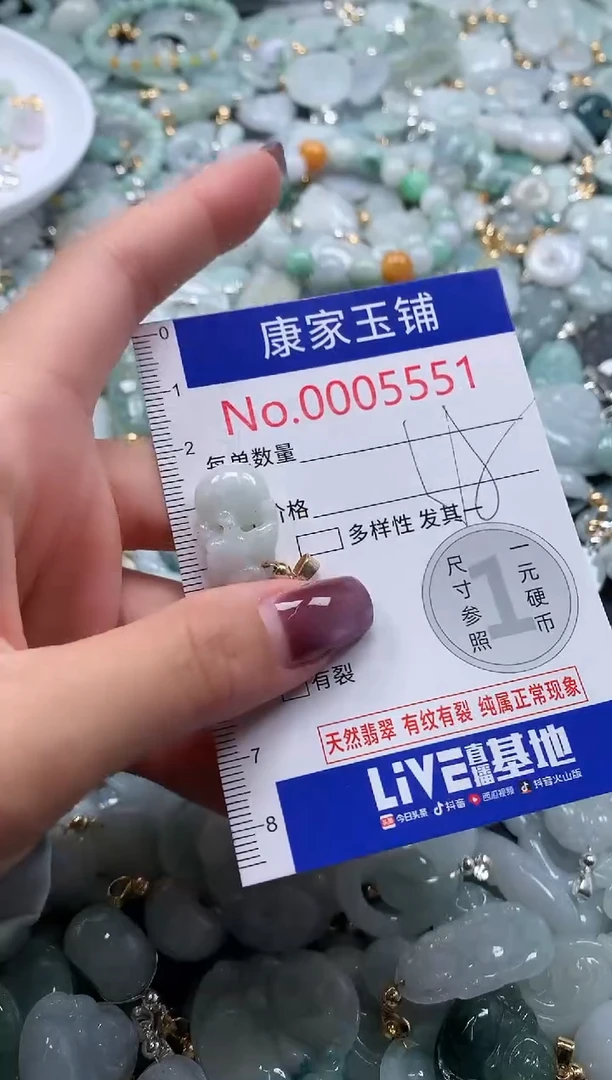 康家玉铺
No.0005551
0
1
2
每单数量
价格
多样性 发其一
尺寸参照
1
一元硬币
有裂
天然翡翠 有纹有裂 纯属正常现象
7
LiVE直播基地
8
头条 今日头条 抖音 西瓜视频 抖音火山版